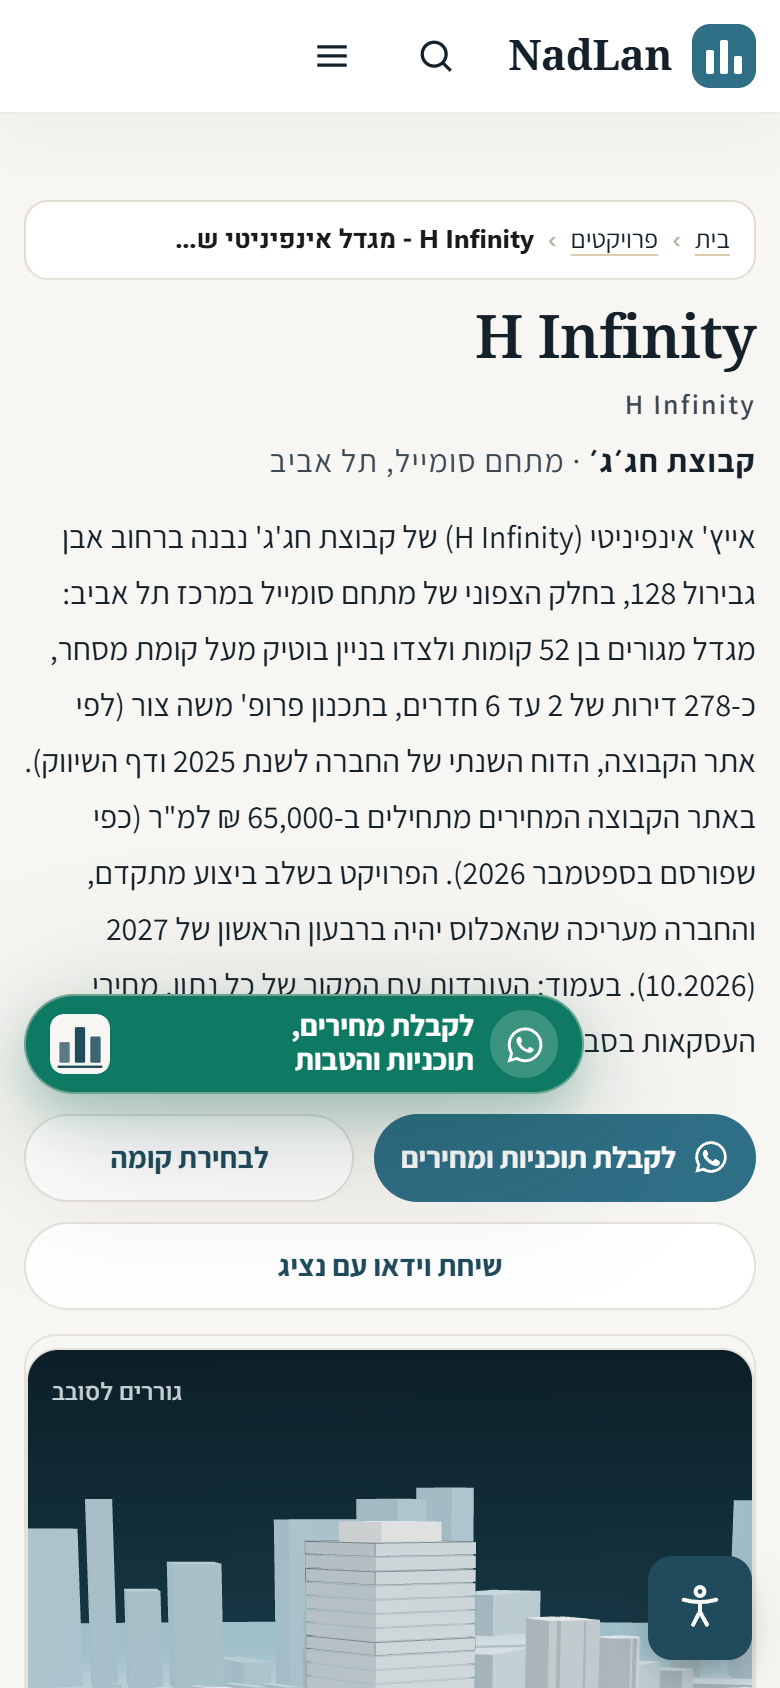 NadLan
בית › פרויקטים › H Infinity - מגדל אינפיניטי ש...
H Infinity
H Infinity
קבוצת חג׳ג׳ · מתחם סומייל, תל אביב
אייץ' אינפיניטי (H Infinity) של קבוצת חג'ג' נבנה ברחוב אבן
גבירול 128, בחלק הצפוני של מתחם סומייל במרכז תל אביב:
מגדל מגורים בן 52 קומות ולצדו בניין בוטיק מעל קומת מסחר,
כ-278 דירות של 2 עד 6 חדרים, בתכנון פרופ' משה צור (לפי
אתר הקבוצה, הדוח השנתי של החברה לשנת 2025 ודף השיווק).
באתר הקבוצה המחירים מתחילים ב-65,000 ₪ למ"ר (כפי
שפורסם בספטמבר 2026). הפרויקט בשלב ביצוע מתקדם,
והחברה מעריכה שהאכלוס יהיה ברבעון הראשון של 2027
(10.2026). בעמוד: העובדות עם המקור של כל נתון, מחירי
העסקאות בסב
לקבלת מחירים,
תוכניות והטבות
לקבלת תוכניות ומחירים
לבחירת קומה
שיחת וידאו עם נציג
גוררים לסובב